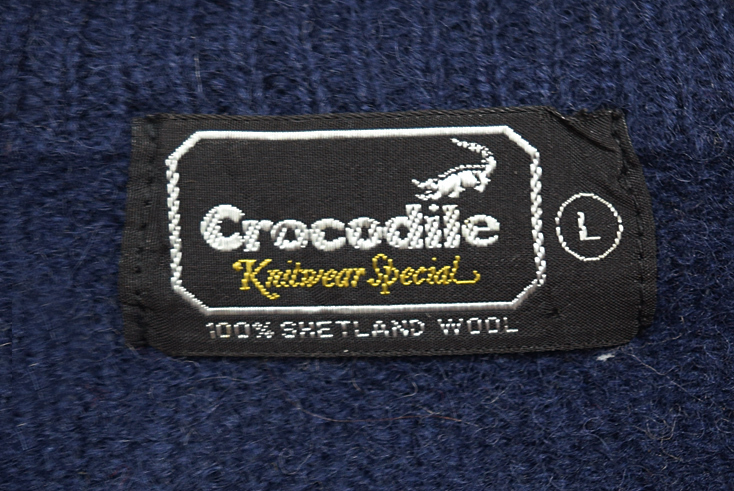 Crocodile
Knitwear Special
L
100% SHETLAND WOOL